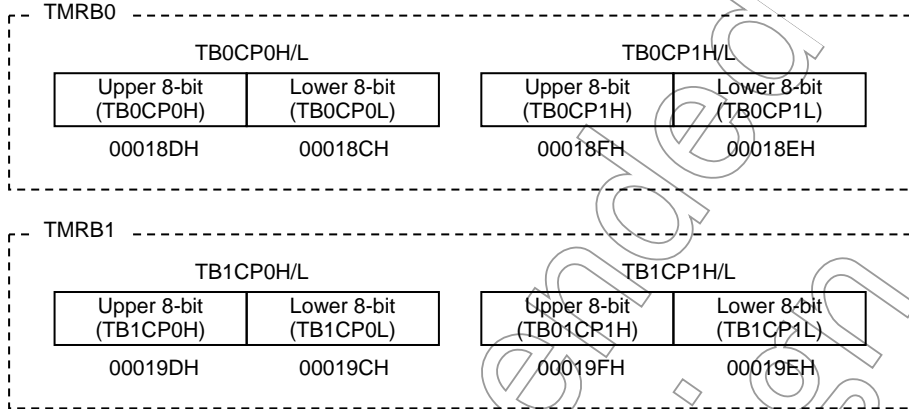 TMRB0
TB0CP0H/L TB0CP1H/L
Upper 8-bit Lower 8-bit Upper 8-bit Lower 8-bit
(TB0CP0H) (TB0CP0L) (TB0CP1H) (TB0CP1L)
00018DH 00018CH 00018FH 00018EH
TMRB1
TB1CP0H/L TB1CP1H/L
Upper 8-bit Lower 8-bit Upper 8-bit Lower 8-bit
(TB1CP0H) (TB1CP0L) (TB01CP1H) (TB1CP1L)
00019DH 00019CH 00019FH 00019EH